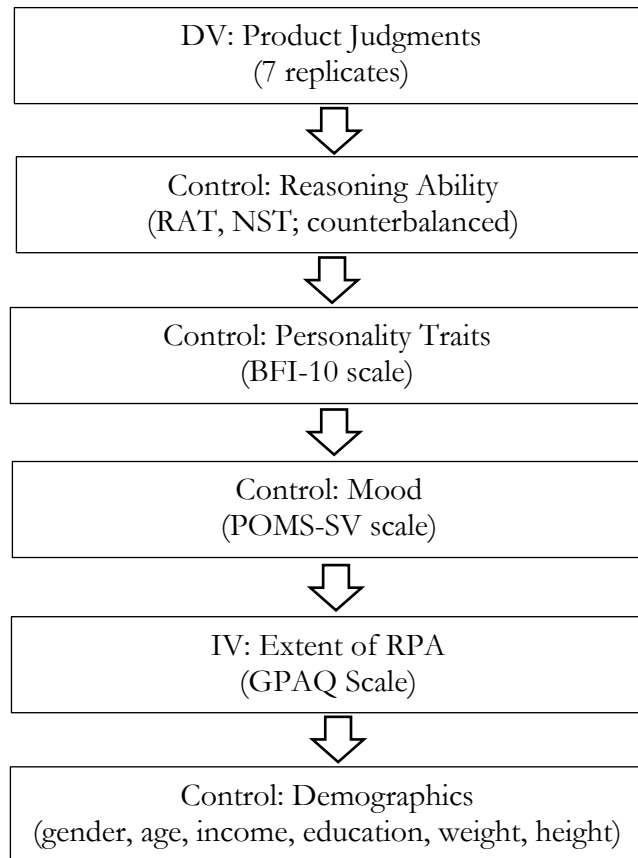 DV: Product Judgments
(7 replicates)
Control: Reasoning Ability
(RAT, NST; counterbalanced)
Control: Personality Traits
(BFI-10 scale)
Control: Mood
(POMS-SV scale)
IV: Extent of RPA
(GPAQ Scale)
Control: Demographics
(gender, age, income, education, weight, height)